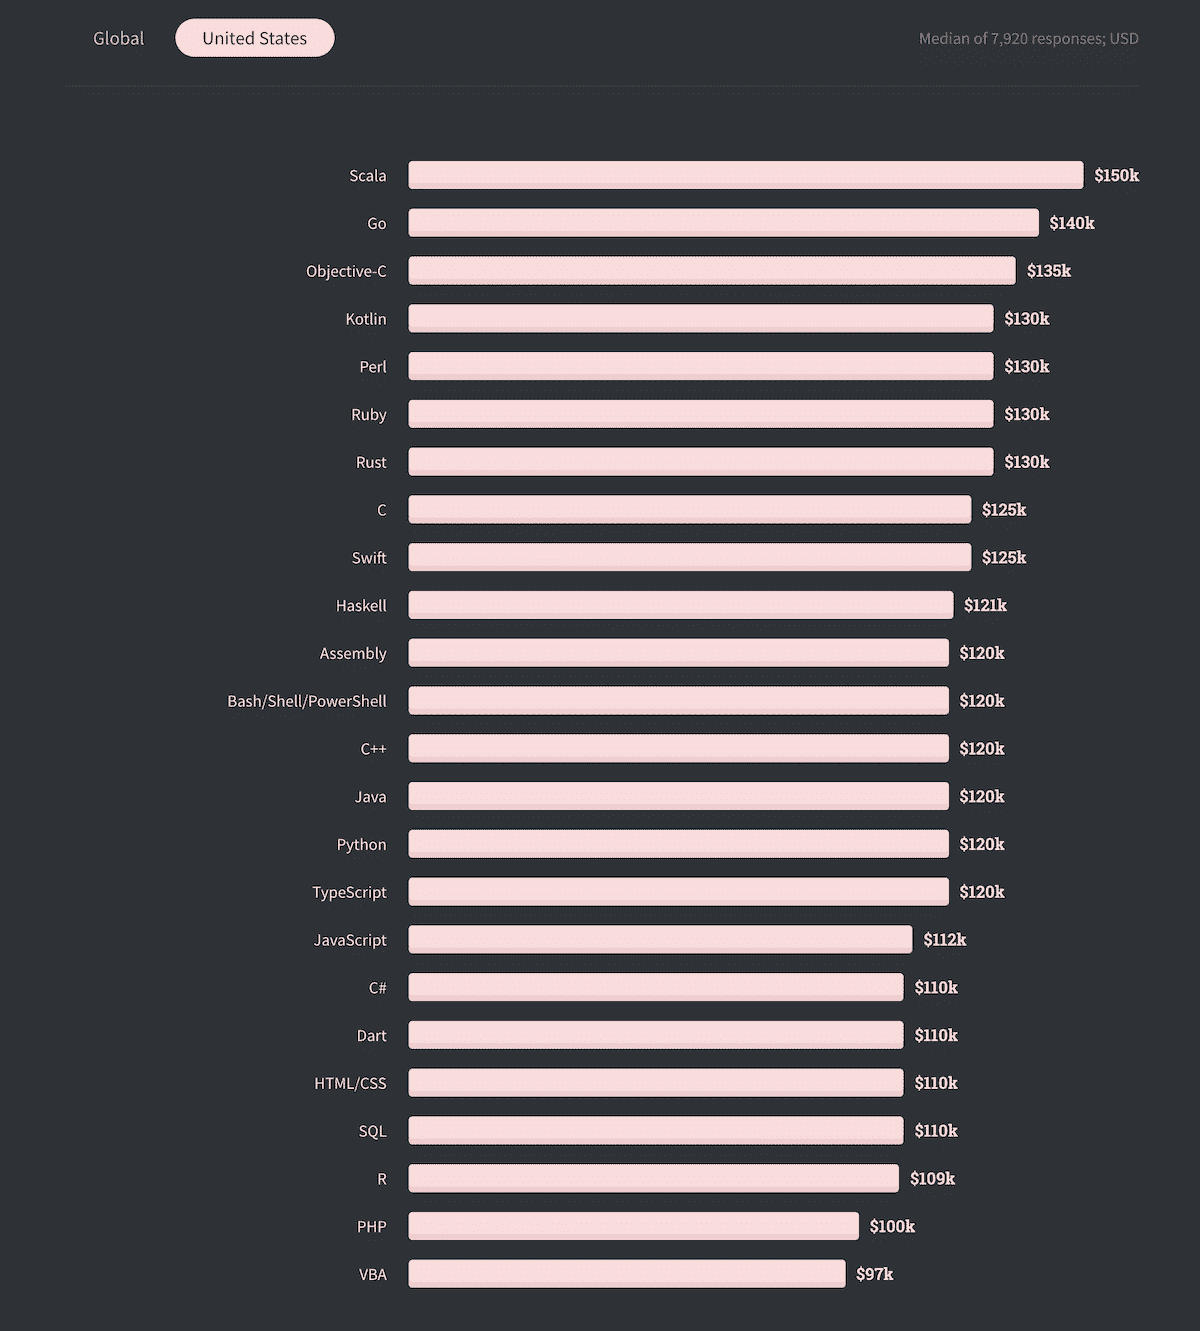 Global United States Median of 7,920 responses; USD
Scala $150k
Go $140k
Objective-C $135k
Kotlin $130k
Perl $130k
Ruby $130k
Rust $130k
C $125k
Swift $125k
Haskell $121k
Assembly $120k
Bash/Shell/PowerShell $120k
C++ $120k
Java $120k
Python $120k
TypeScript $120k
JavaScript $112k
C# $110k
Dart $110k
HTML/CSS $110k
SQL $110k
R $109k
PHP $100k
VBA $97k